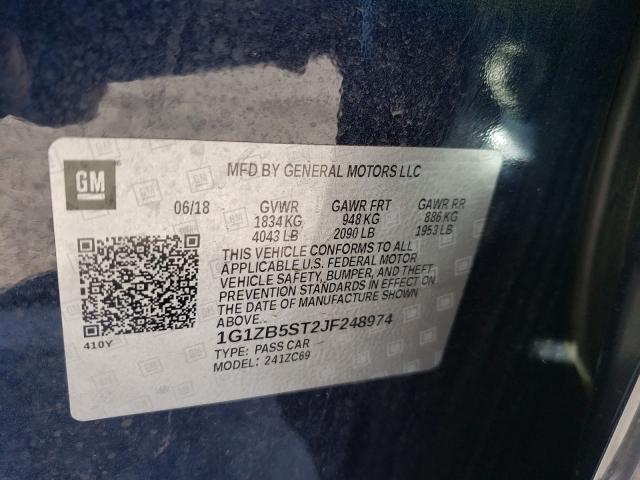 GM
MFD BY GENERAL MOTORS LLC
06/18 GVWR GAWR FRT GAWR RR
1834 KG 948 KG 886 KG
4043 LB 2090 LB 1953 LB
THIS VEHICLE CONFORMS TO ALL
APPLICABLE U.S. FEDERAL MOTOR
VEHICLE SAFETY, BUMPER, AND THEFT
PREVENTION STANDARDS IN EFFECT ON
THE DATE OF MANUFACTURE SHOWN
ABOVE.
1G1ZB5ST2JF248974
410Y
TYPE: PASS CAR
MODEL: 241ZC69